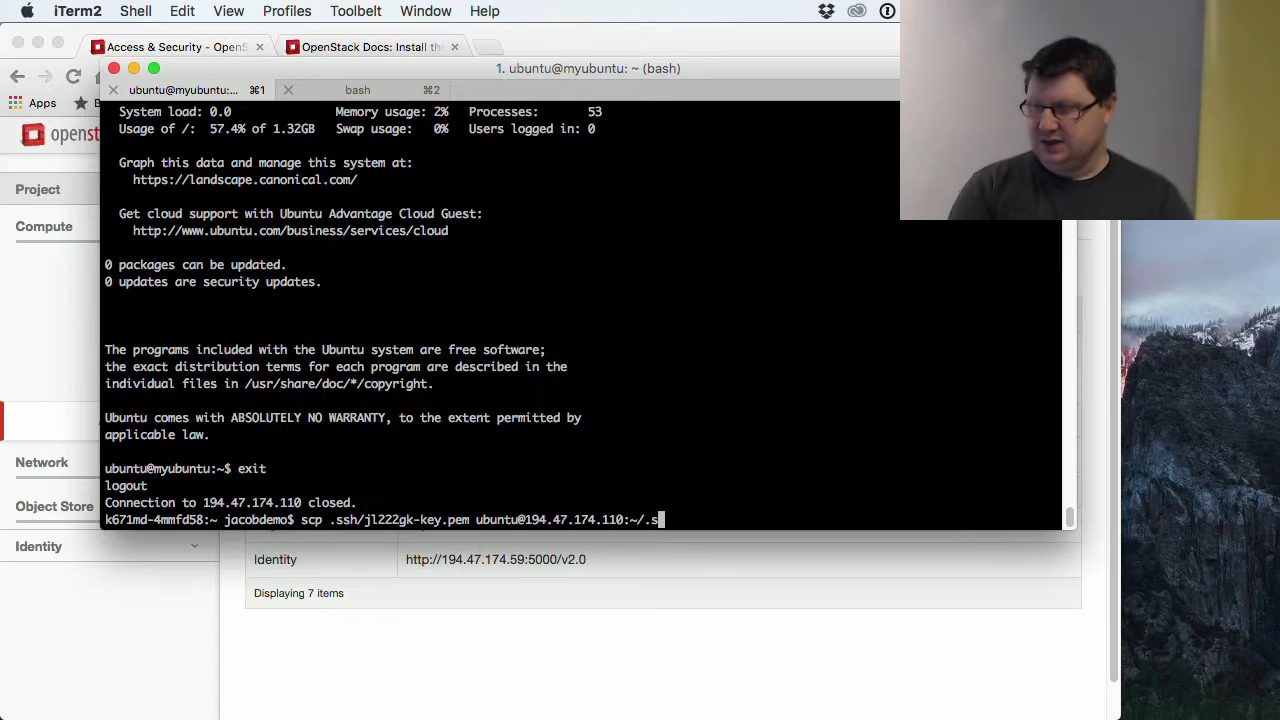 iTerm2 Shell Edit View Profiles Toolbelt Window Help
Access & Security - OpenS
OpenStack Docs: Install the
1. ubuntu@myubuntu: ~ (bash)
ubuntu@myubuntu:... ⌘1
bash ⌘2
Apps
System load: 0.0 Memory usage: 2% Processes: 53
Usage of /: 57.4% of 1.32GB Swap usage: 0% Users logged in: 0
Graph this data and manage this system at:
https://landscape.canonical.com/
Get cloud support with Ubuntu Advantage Cloud Guest:
http://www.ubuntu.com/business/services/cloud
0 packages can be updated.
0 updates are security updates.
The programs included with the Ubuntu system are free software;
the exact distribution terms for each program are described in the
individual files in /usr/share/doc/*/copyright.
Ubuntu comes with ABSOLUTELY NO WARRANTY, to the extent permitted by
applicable law.
ubuntu@myubuntu:~$ exit
logout
Connection to 194.47.174.110 closed.
k671md-4mmfd58:~ jacobdemo$ scp .ssh/jl222gk-key.pem ubuntu@194.47.174.110:~/.s
openst
Project
Compute
Network
Object Store
Identity
Identity http://194.47.174.59:5000/v2.0
Displaying 7 items